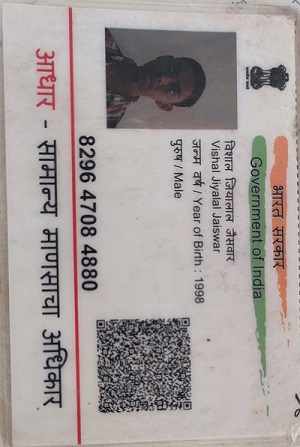 भारत सरकार
Government of India
विशाल जियालाल जैसवार
Vishal Jiyalal Jaiswar
जन्म वर्ष / Year of Birth : 1998
पुरुष / Male
8296 4708 4880
आधार - सामान्य माणसाचा अधिकार